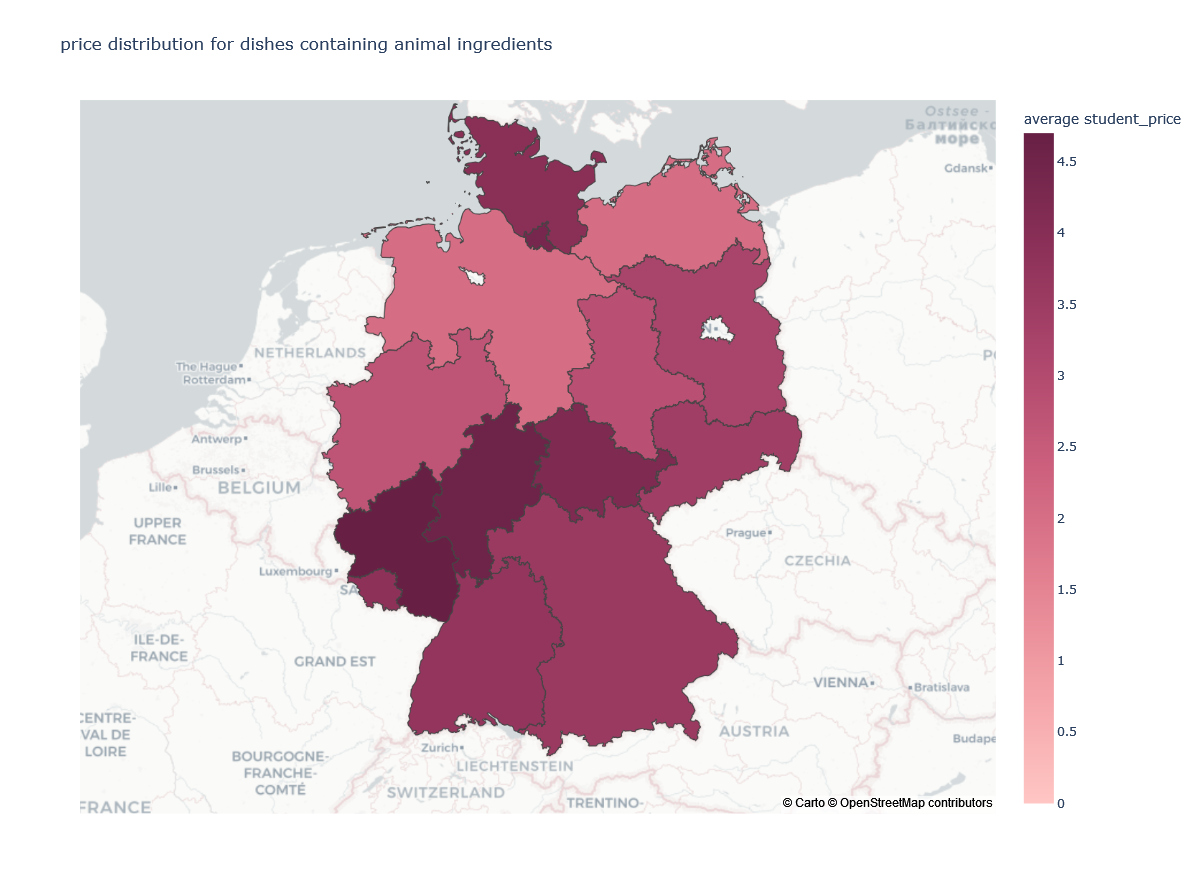 price distribution for dishes containing animal ingredients
average student_price
Ostsee -
Балтийско
море
Gdansk
4.5
4
3.5
3
2.5
2
1.5
1
0.5
0
NETHERLANDS
The Hague
Rotterdam
Antwerp
Brussels
Lille
BELGIUM
UPPER
FRANCE
Luxembourg
SA
Prague
CZECHIA
ILE-DE-
FRANCE
GRAND EST
VIENNA
Bratislava
CENTRE-
VAL DE
LOIRE
AUSTRIA
Budape
Zurich
BOURGOGNE-
FRANCHE-
COMTÉ
LIECHTENSTEIN
SWITZERLAND
TRENTINO-
FRANCE
© Carto © OpenStreetMap contributors